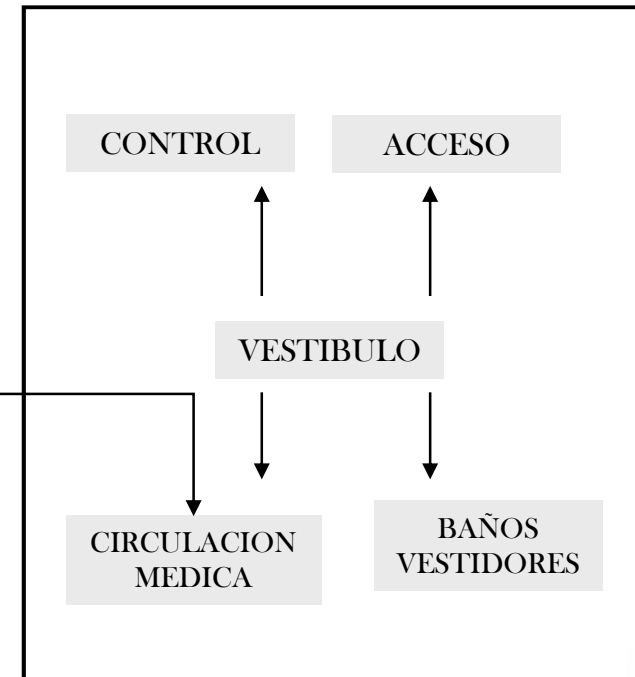 CONTROL
ACCESO
VESTIBULO
CIRCULACION
MEDICA
BAÑOS
VESTIDORES